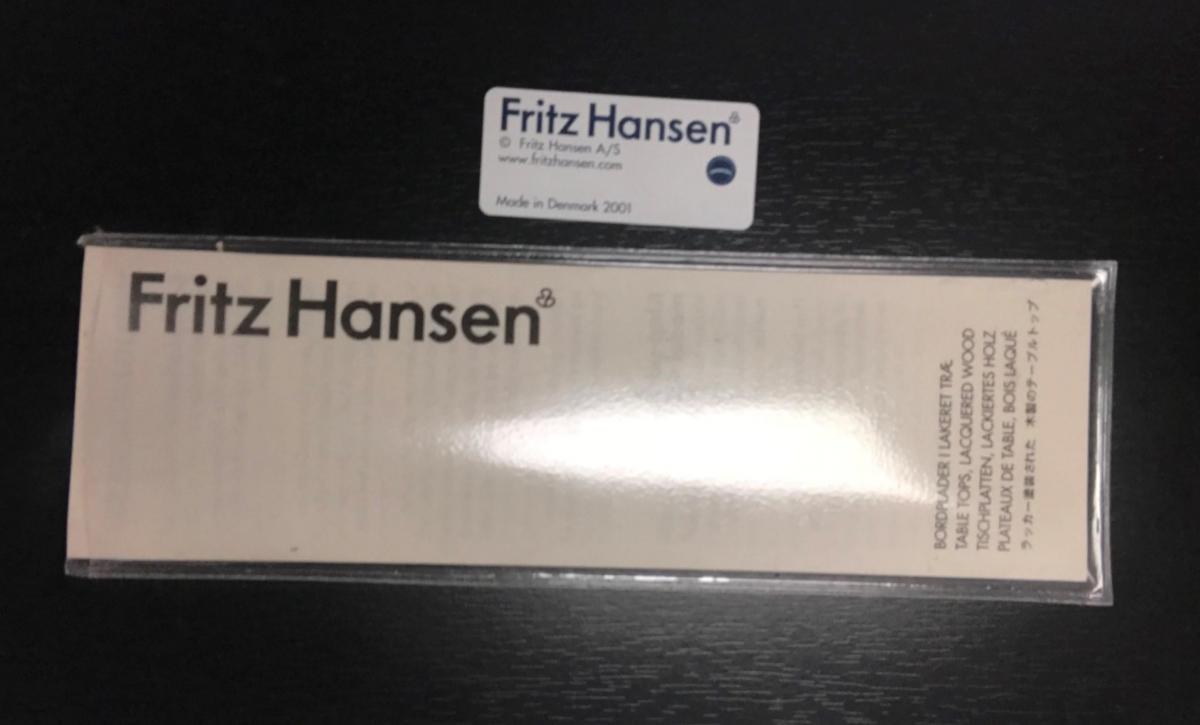 Fritz Hansen
© Fritz Hansen A/S
www.fritzhansen.com
Made in Denmark 2001
Fritz Hansen
BORDPLADER I LAKERET TRÆ
TABLE TOPS, LACQUERED WOOD
TISCHPLATTEN, LACKIERTES HOLZ
PLATEAUX DE TABLE, BOIS LAQUÉ
ラッカー塗装された 木製のテーブルトップ